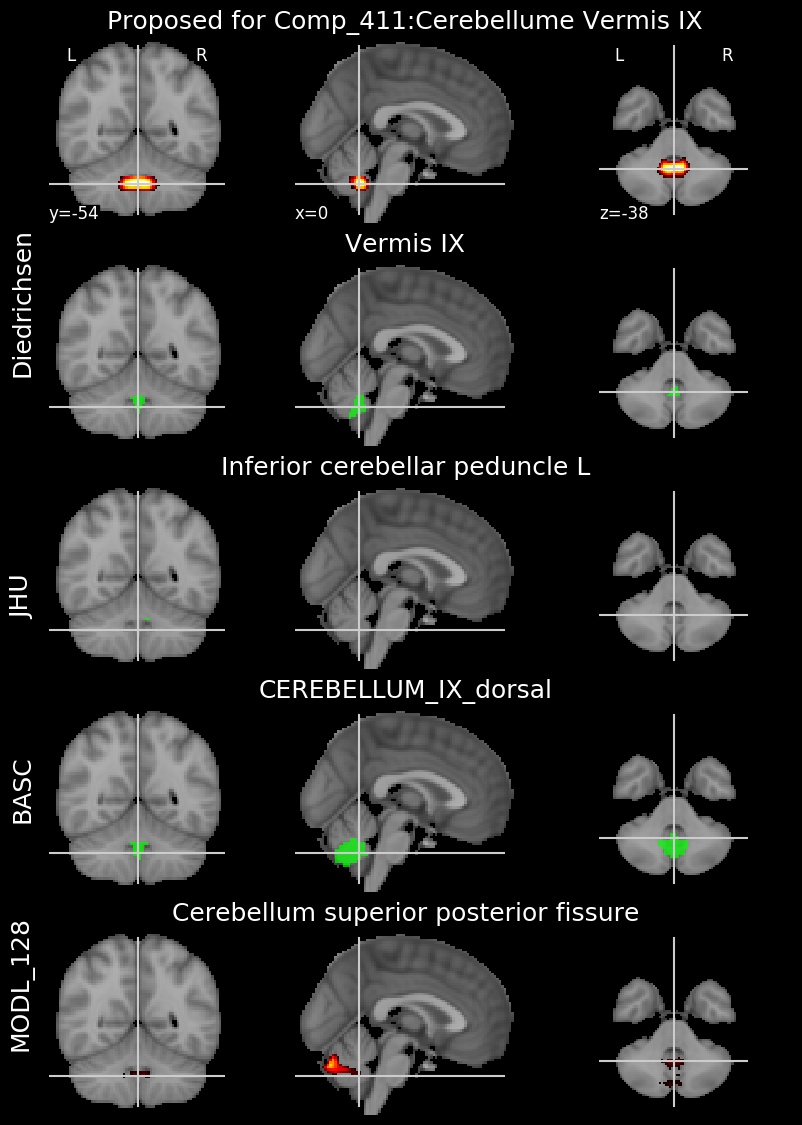 Proposed for Comp_411:Cerebellume Vermis IX
L R L R
y=-54 x=0 z=-38
Diedrichsen
Vermis IX
JHU
Inferior cerebellar peduncle L
BASC
CEREBELLUM_IX_dorsal
MODL_128
Cerebellum superior posterior fissure